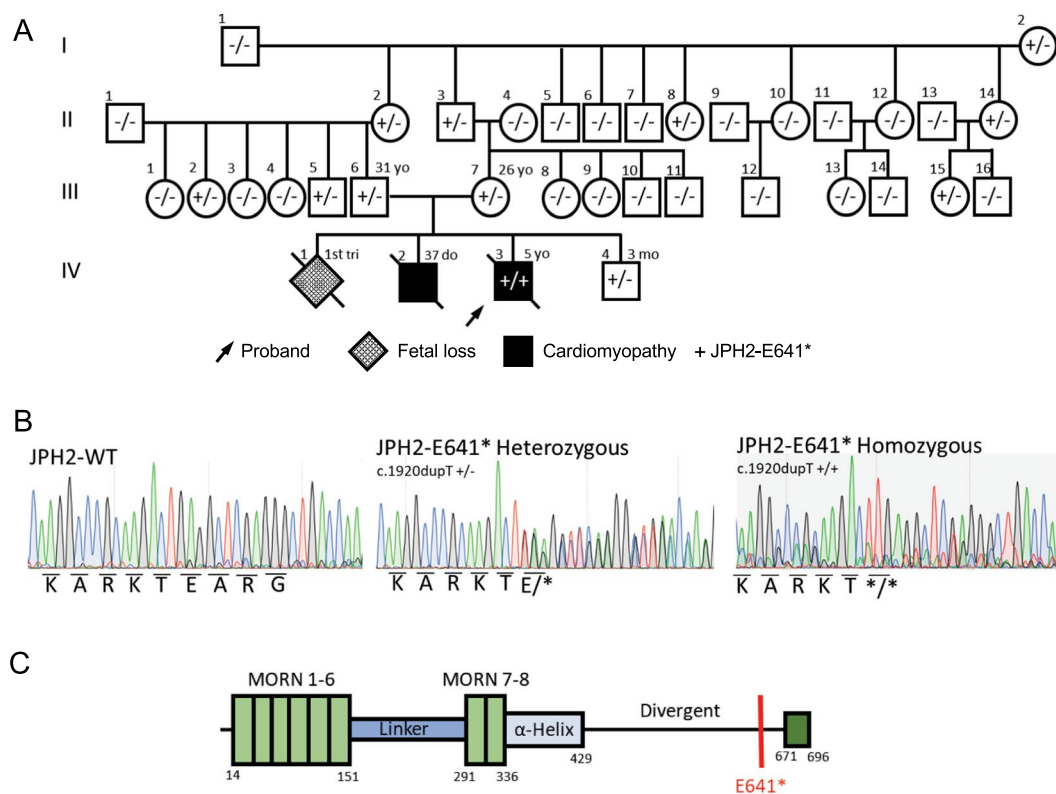 A
I
1
-/-
2
+/-
II
1
-/-
2
+/-
3
+/-
4
-/-
5
-/-
6
-/-
7
-/-
8
+/-
9
-/-
10
-/-
11
-/-
12
-/-
13
-/-
14
+/-
III
1
-/-
2
+/-
3
-/-
4
-/-
5
+/-
6
31 yo
+/-
7
26 yo
+/-
8
-/-
9
-/-
10
-/-
11
-/-
12
-/-
13
-/-
14
-/-
15
+/-
16
-/-
IV
1
1st tri
2
37 do
3
5 yo
+/+
4
3 mo
+/-
Proband
Fetal loss
Cardiomyopathy
+ JPH2-E641*
B
JPH2-WT
K A R K T E A R G
JPH2-E641* Heterozygous
c.1920dupT +/-
K A R K T E/*
JPH2-E641* Homozygous
c.1920dupT +/+
K A R K T */*
C
MORN 1-6
MORN 7-8
Linker
α-Helix
Divergent
14
151
291
336
429
671
696
E641*